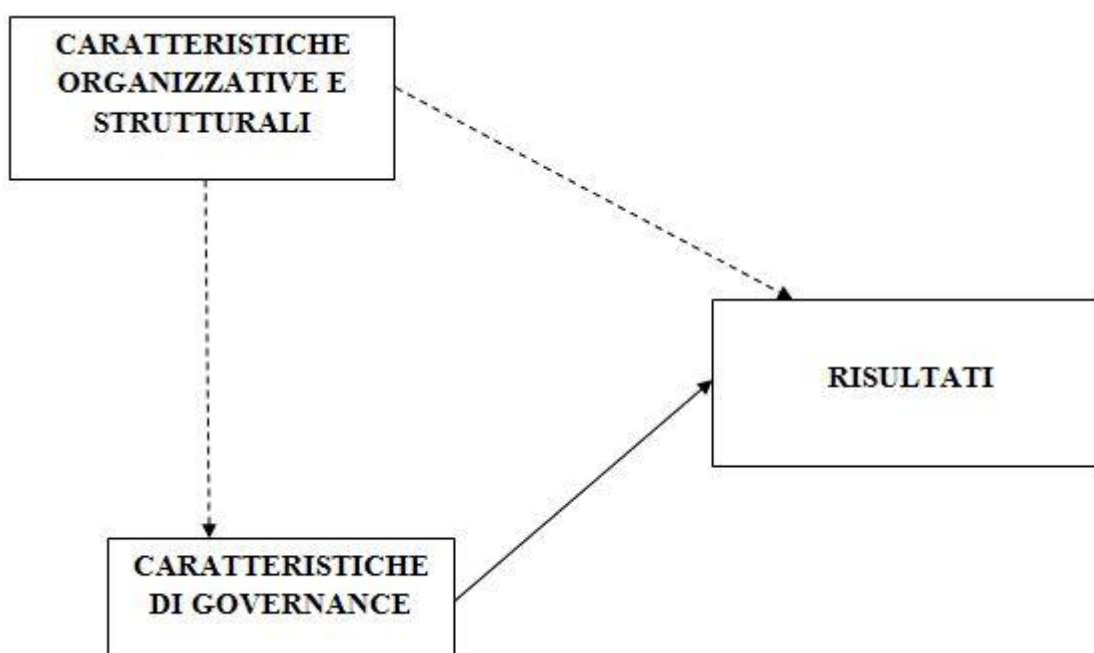 CARATTERISTICHE
ORGANIZZATIVE E
STRUTTURALI
RISULTATI
CARATTERISTICHE
DI GOVERNANCE